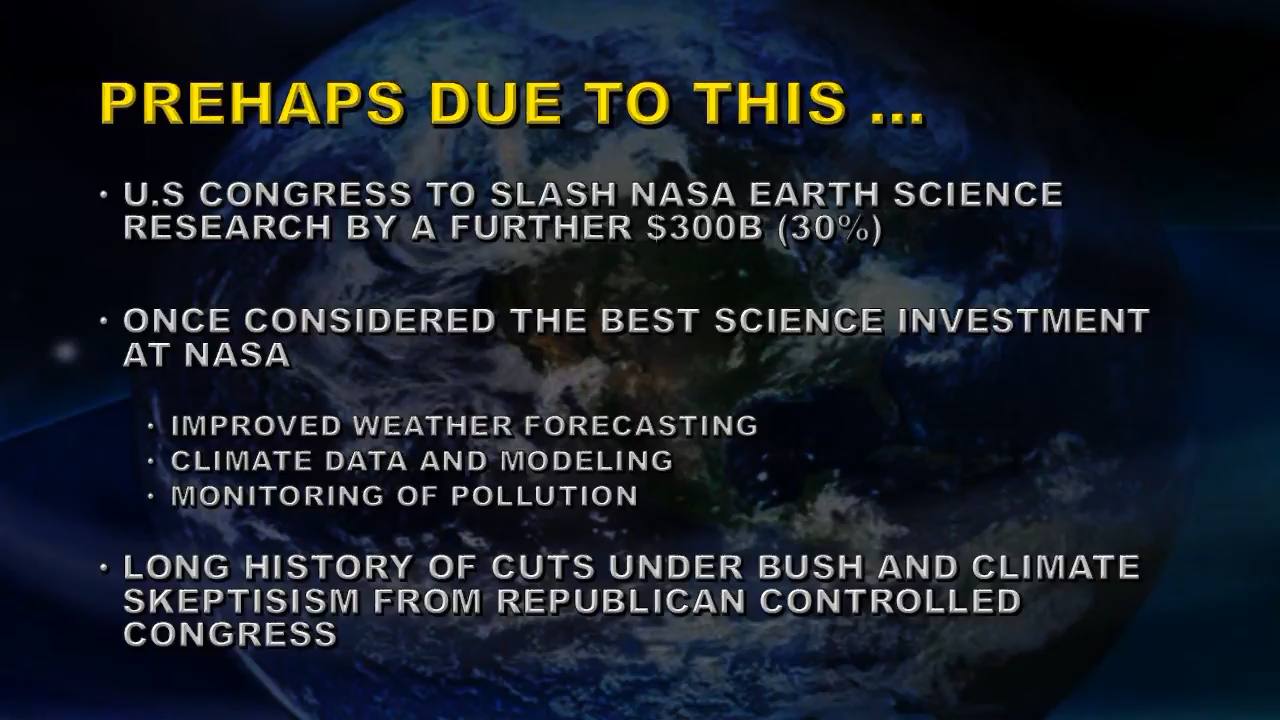 PREHAPS DUE TO THIS ...
• U.S CONGRESS TO SLASH NASA EARTH SCIENCE
RESEARCH BY A FURTHER $300B (30%)
• ONCE CONSIDERED THE BEST SCIENCE INVESTMENT
AT NASA
• IMPROVED WEATHER FORECASTING
• CLIMATE DATA AND MODELING
• MONITORING OF POLLUTION
• LONG HISTORY OF CUTS UNDER BUSH AND CLIMATE
SKEPTISISM FROM REPUBLICAN CONTROLLED
CONGRESS